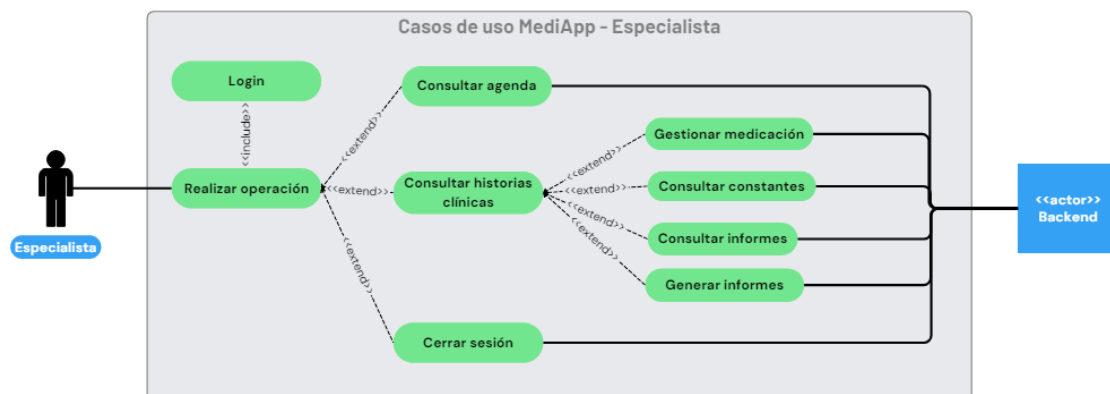 Casos de uso MediApp - Especialista
Login
Consultar agenda
<<include>>
<<extend>>
Gestionar medicación
<<extend>>
Realizar operación
<<extend>>
Consultar historias
clínicas
<<extend>>
Consultar constantes
<<actor>>
Backend
<<extend>>
Consultar informes
Especialista
<<extend>>
<<extend>>
Generar informes
Cerrar sesión